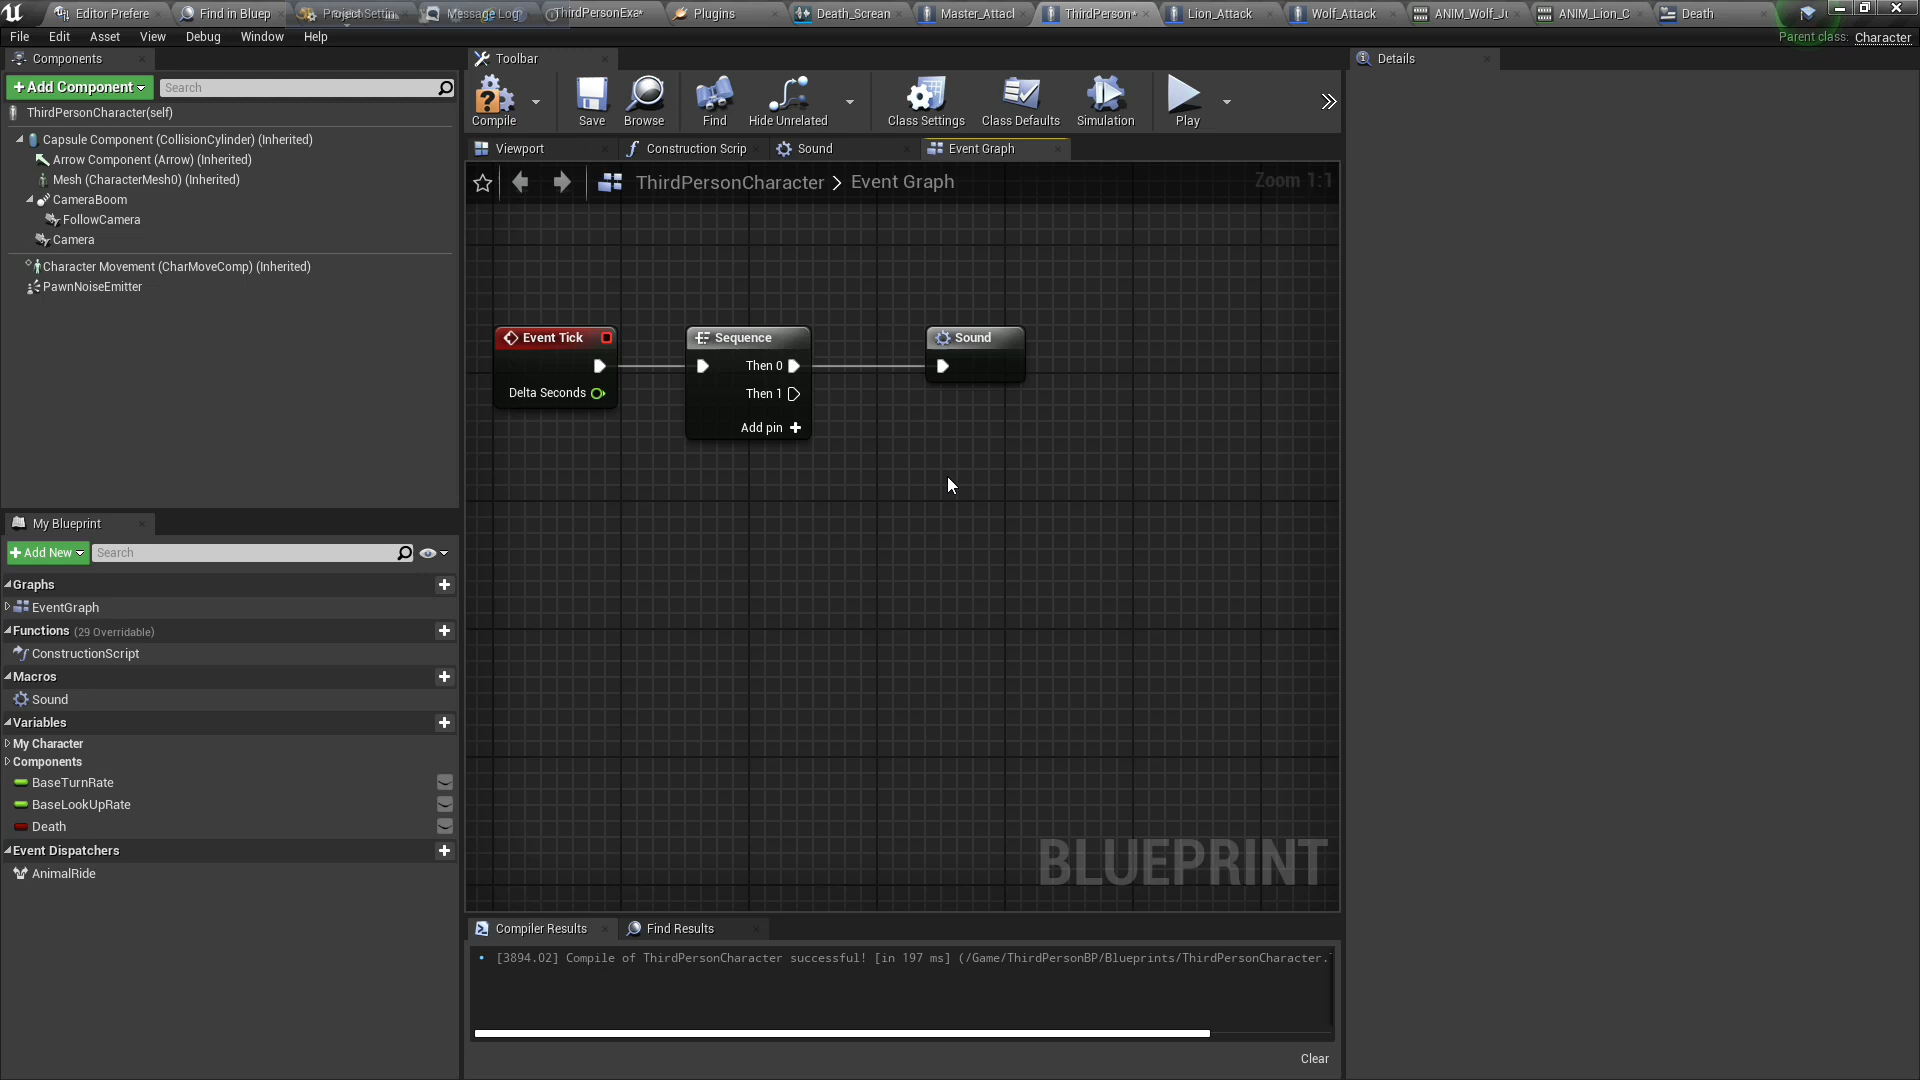 Editor Prefere
Find in Bluep
Project Settin
Message Log
ThirdPersonExa*
Plugins
Death_Screan
Master_Attacl
ThirdPerson*
Lion_Attack
Wolf_Attack
ANIM_Wolf_Ju
ANIM_Lion_C
Death
File Edit Asset View Debug Window Help
Parent class: Character
Components
Toolbar
Details
+ Add Component
Search
ThirdPersonCharacter(self)
Capsule Component (CollisionCylinder) (Inherited)
Arrow Component (Arrow) (Inherited)
Mesh (CharacterMesh0) (Inherited)
CameraBoom
FollowCamera
Camera
Character Movement (CharMoveComp) (Inherited)
PawnNoiseEmitter
Compile
Save
Browse
Find
Hide Unrelated
Class Settings
Class Defaults
Simulation
Play
Viewport
Construction Scrip
Sound
Event Graph
ThirdPersonCharacter > Event Graph
Zoom 1:1
Event Tick
Delta Seconds
Sequence
Then 0
Then 1
Add pin +
Sound
BLUEPRINT
My Blueprint
+ Add New
Search
Graphs
EventGraph
Functions (29 Overridable)
ConstructionScript
Macros
Sound
Variables
My Character
Components
BaseTurnRate
BaseLookUpRate
Death
Event Dispatchers
AnimalRide
Compiler Results
Find Results
[3894.02] Compile of ThirdPersonCharacter successful! [in 197 ms] (/Game/ThirdPersonBP/Blueprints/ThirdPersonCharacter.
Clear